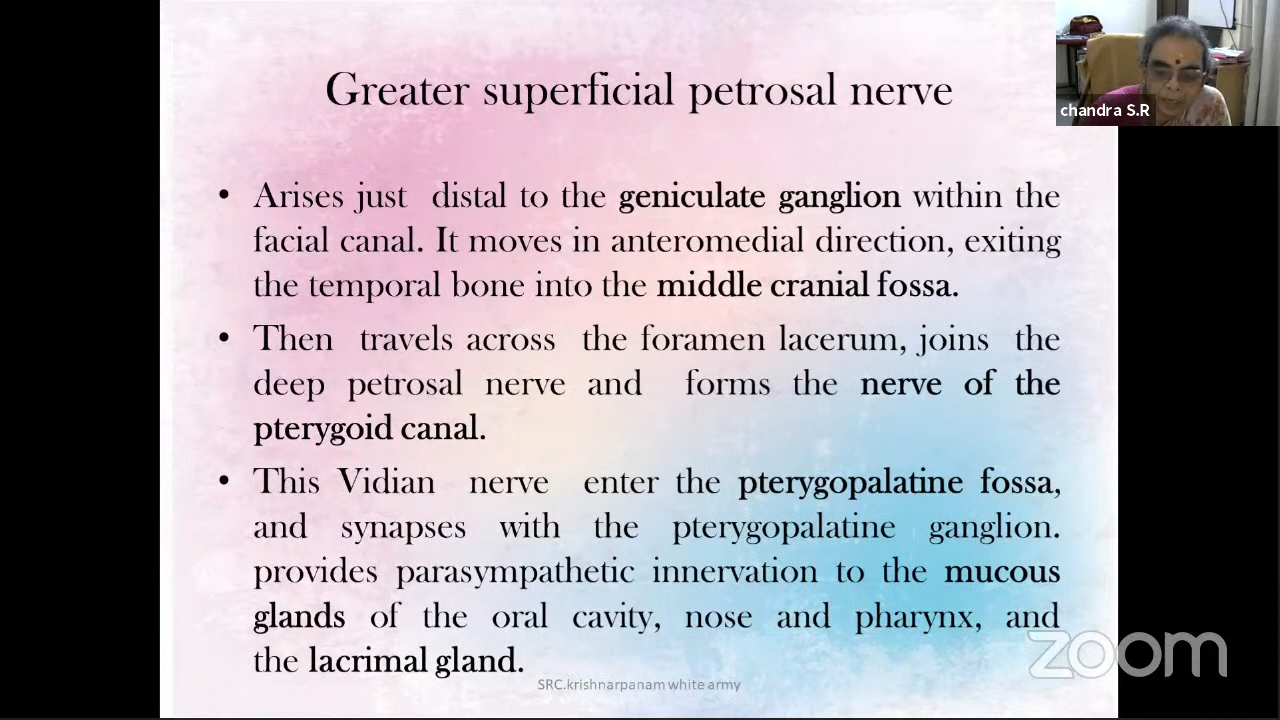 Greater superficial petrosal nerve
chandra S.R
• Arises just distal to the geniculate ganglion within the
facial canal. It moves in anteromedial direction, exiting
the temporal bone into the middle cranial fossa.
• Then travels across the foramen lacerum, joins the
deep petrosal nerve and forms the nerve of the
pterygoid canal.
• This Vidian nerve enter the pterygopalatine fossa,
and synapses with the pterygopalatine ganglion.
provides parasympathetic innervation to the mucous
glands of the oral cavity, nose and pharynx, and
the lacrimal gland.
zoom
SRC.krishnarpanam white army